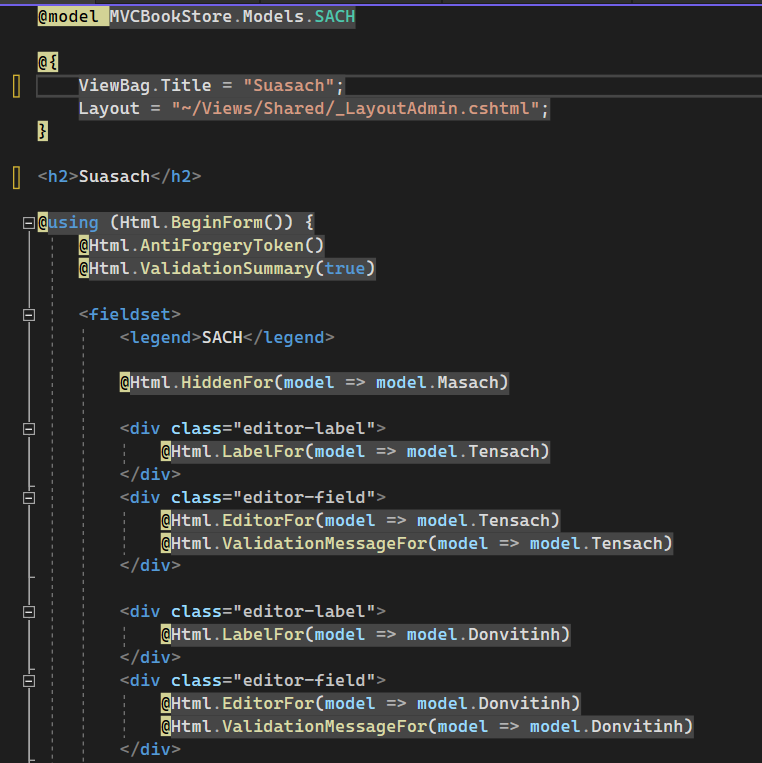 @model MVCBookStore.Models.SACH
@{
ViewBag.Title = "Suasach";
Layout = "~/Views/Shared/_LayoutAdmin.cshtml";
}
<h2>Suasach</h2>
@using (Html.BeginForm()) {
@Html.AntiForgeryToken()
@Html.ValidationSummary(true)
<fieldset>
<legend>SACH</legend>
@Html.HiddenFor(model => model.Masach)
<div class="editor-label">
@Html.LabelFor(model => model.Tensach)
</div>
<div class="editor-field">
@Html.EditorFor(model => model.Tensach)
@Html.ValidationMessageFor(model => model.Tensach)
</div>
<div class="editor-label">
@Html.LabelFor(model => model.Donvitinh)
</div>
<div class="editor-field">
@Html.EditorFor(model => model.Donvitinh)
@Html.ValidationMessageFor(model => model.Donvitinh)
</div>